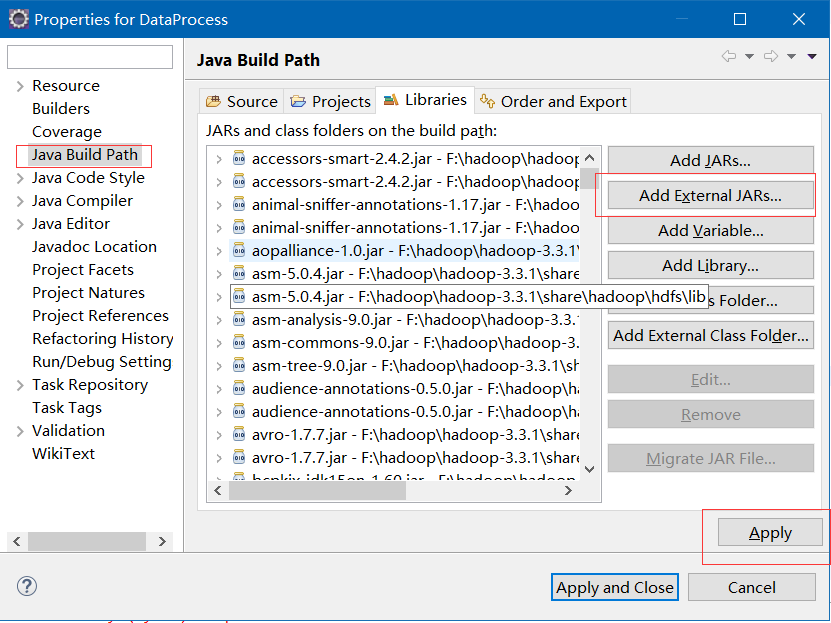 Properties for DataProcess
Java Build Path
Resource
Builders
Coverage
Java Build Path
Java Code Style
Java Compiler
Java Editor
Javadoc Location
Project Facets
Project Natures
Project References
Refactoring History
Run/Debug Setting
Task Repository
Task Tags
Validation
WikiText
Source
Projects
Libraries
Order and Export
JARs and class folders on the build path:
accessors-smart-2.4.2.jar - F:\hadoop\hadoop
accessors-smart-2.4.2.jar - F:\hadoop\hadoop
animal-sniffer-annotations-1.17.jar - F:\hado
animal-sniffer-annotations-1.17.jar - F:\hado
aopalliance-1.0.jar - F:\hadoop\hadoop-3.3.1\
asm-5.0.4.jar - F:\hadoop\hadoop-3.3.1\share
asm-5.0.4.jar - F:\hadoop\hadoop-3.3.1\share\hadoop\hdfs\lib
asm-analysis-9.0.jar - F:\hadoop\hadoop-3.3.1
asm-commons-9.0.jar - F:\hadoop\hadoop-3.
asm-tree-9.0.jar - F:\hadoop\hadoop-3.3.1\sh
audience-annotations-0.5.0.jar - F:\hadoop\ha
audience-annotations-0.5.0.jar - F:\hadoop\ha
avro-1.7.7.jar - F:\hadoop\hadoop-3.3.1\share
avro-1.7.7.jar - F:\hadoop\hadoop-3.3.1\share
Add JARs...
Add External JARs...
Add Variable...
Add Library...
s Folder...
Add External Class Folder...
Edit...
Remove
Migrate JAR File...
Apply
Apply and Close
Cancel